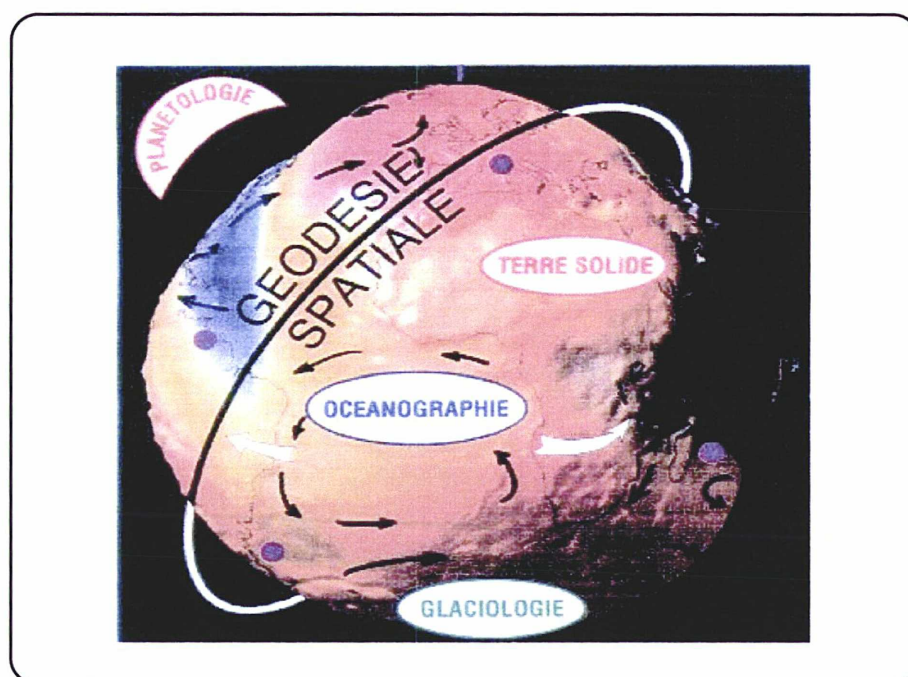 PLANETOLOGIE
GEODESIE
SPATIALE
TERRE SOLIDE
OCEANOGRAPHIE
GLACIOLOGIE